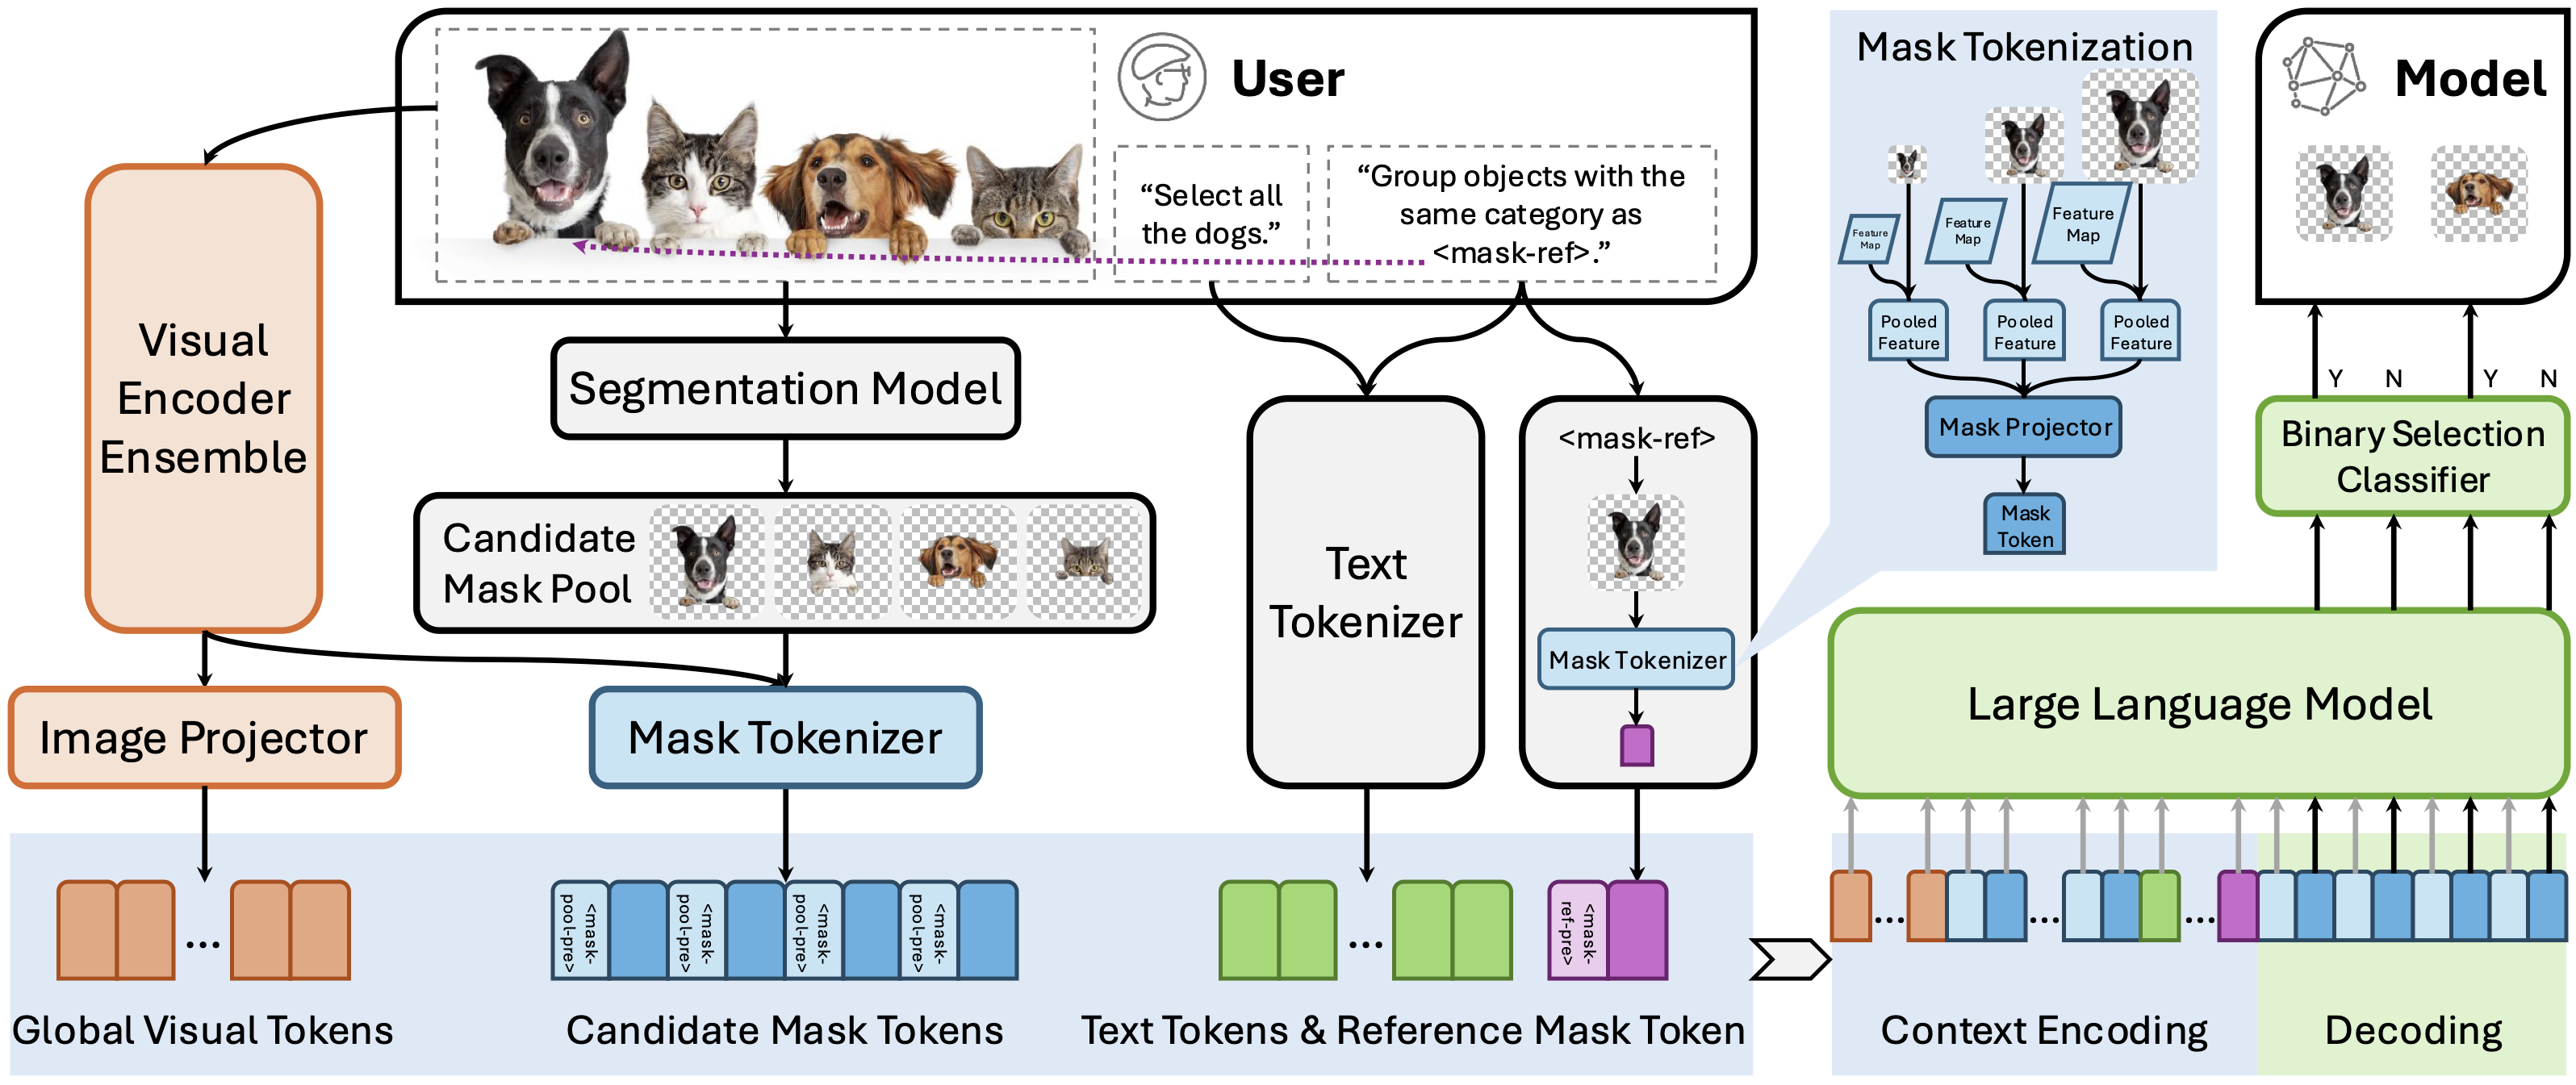 User
“Select all
the dogs.”
“Group objects with the
same category as
<mask-ref>.”
Visual
Encoder
Ensemble
Segmentation Model
Candidate
Mask Pool
Image Projector
Mask Tokenizer
Text
Tokenizer
<mask-ref>
Mask Tokenizer
Mask Tokenization
Feature
Map
Feature
Map
Feature
Map
Pooled
Feature
Pooled
Feature
Pooled
Feature
Mask Projector
Mask
Token
Model
Y N Y N
Binary Selection
Classifier
Large Language Model
...
<mask-
pool-pre>
<mask-
pool-pre>
<mask-
pool-pre>
<mask-
pool-pre>
...
<mask-
ref-pre>
... ... ...
Global Visual Tokens
Candidate Mask Tokens
Text Tokens & Reference Mask Token
Context Encoding
Decoding